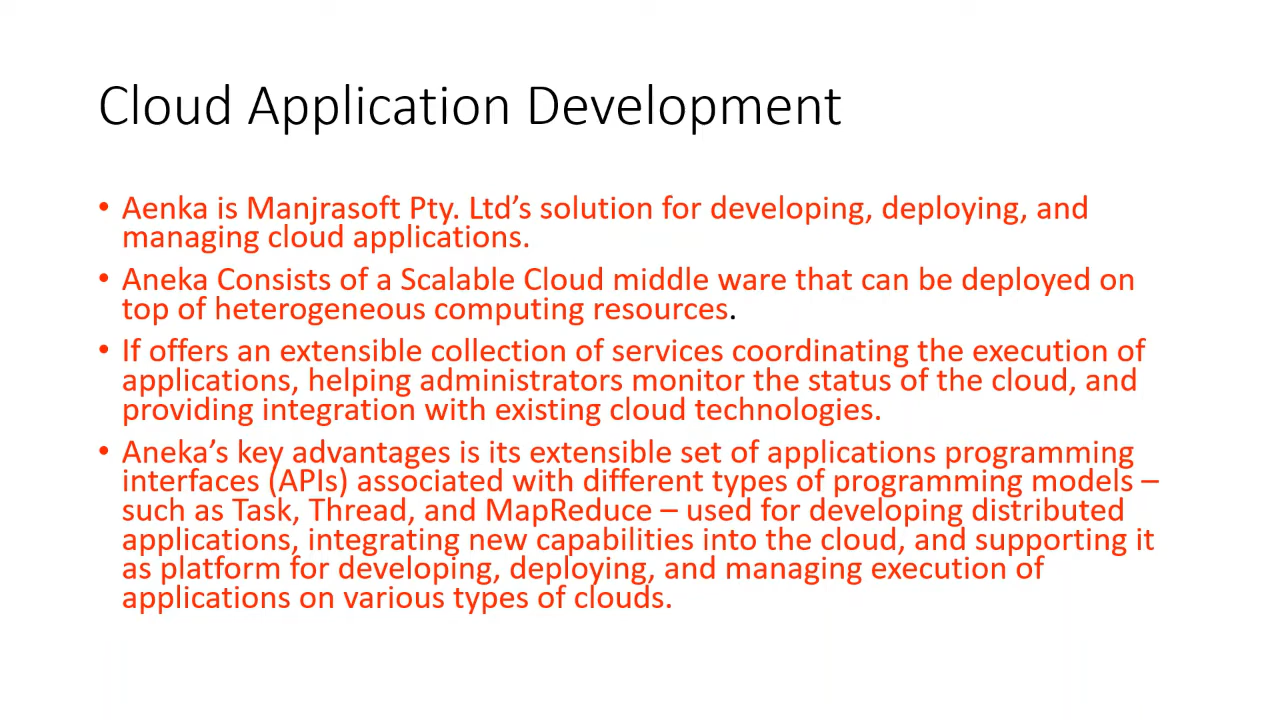 Cloud Application Development
• Aenka is Manjrasoft Pty. Ltd’s solution for developing, deploying, and
managing cloud applications.
• Aneka Consists of a Scalable Cloud middle ware that can be deployed on
top of heterogeneous computing resources.
• If offers an extensible collection of services coordinating the execution of
applications, helping administrators monitor the status of the cloud, and
providing integration with existing cloud technologies.
• Aneka’s key advantages is its extensible set of applications programming
interfaces (APIs) associated with different types of programming models –
such as Task, Thread, and MapReduce – used for developing distributed
applications, integrating new capabilities into the cloud, and supporting it
as platform for developing, deploying, and managing execution of
applications on various types of clouds.